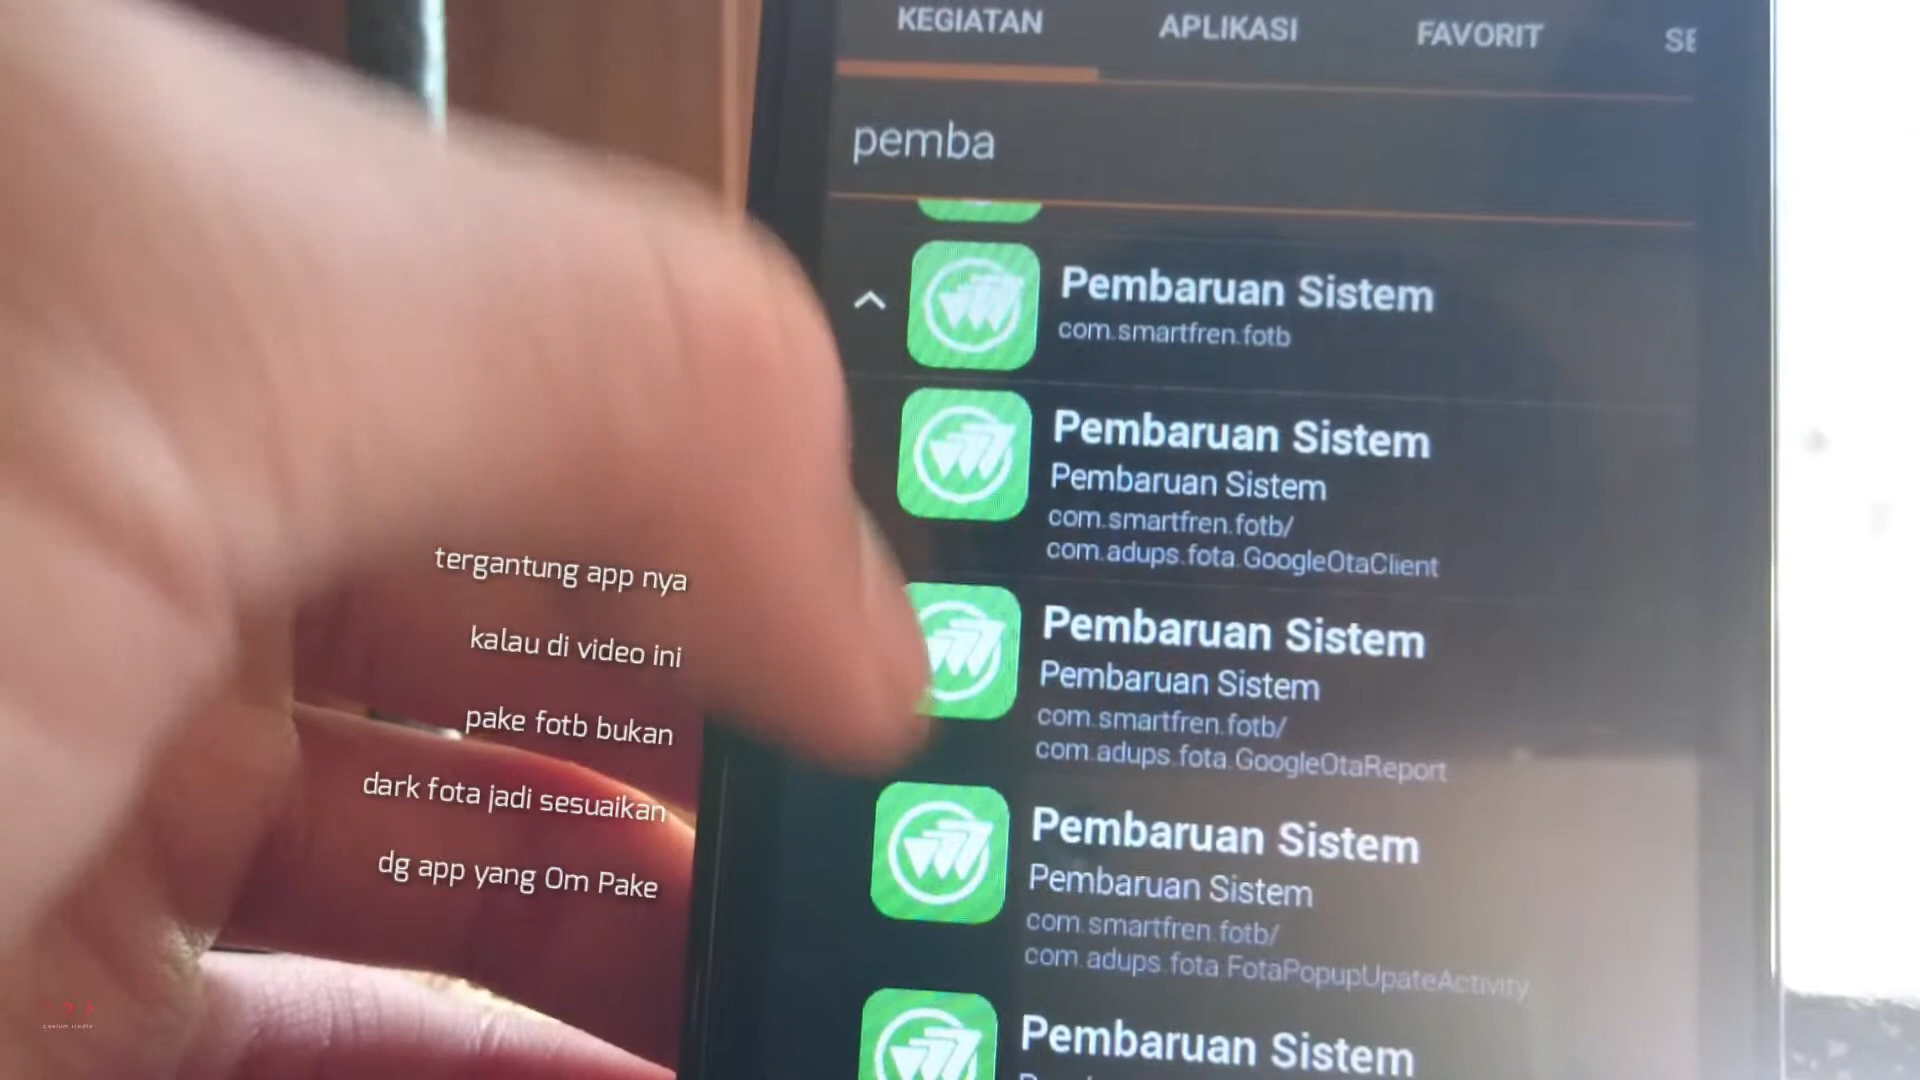 KEGIATAN APLIKASI FAVORIT SE
pemba
Pembaruan Sistem
com.smartfren.fotb
Pembaruan Sistem
Pembaruan Sistem
com.smartfren.fotb/
com.adups.fota.GoogleOtaClient
Pembaruan Sistem
Pembaruan Sistem
com.smartfren.fotb/
com.adups.fota.GoogleOtaReport
Pembaruan Sistem
Pembaruan Sistem
com.smartfren.fotb/
com.adups.fota.FotaPopupUpateActivity
Pembaruan Sistem
tergantung app nya
kalau di video ini
pake fotb bukan
dark fota jadi sesuaikan
dg app yang Om Pake